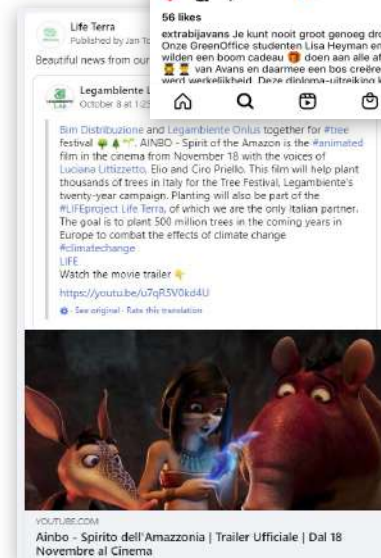 Life Terra
Published by Jan To
Beautiful news from our
56 likes
extrabijavans Je kunt nooit groot genoeg dro
Onze GreenOffice studenten Lisa Heyman en
wilden een boom cadeau 🎁 doen aan alle af
van Avans en daarmee een bos creëre
werd werkelijkheid. Deze diploma-uitreiking k
Legambiente L
October 8 at 1:25
Bim Distribuzione and Legambiente Onlus together for #tree
festival 🌳🌲🌱. AINBO - Spirit of the Amazon is the #animated
film in the cinema from November 18 with the voices of
Luciana Littizzetto, Elio and Ciro Priello. This film will help plant
thousands of trees in Italy for the Tree Festival, Legambiente's
twenty-year campaign. Planting will also be part of the
#LIFEproject Life Terra, of which we are the only Italian partner.
The goal is to plant 500 million trees in the coming years in
Europe to combat the effects of climate change
#climatechange
LIFE
Watch the movie trailer 👇
https://youtu.be/u7qR5V0kd4U
· See original · Rate this translation
YOUTUBE.COM
Ainbo - Spirito dell'Amazzonia | Trailer Ufficiale | Dal 18
Novembre al Cinema